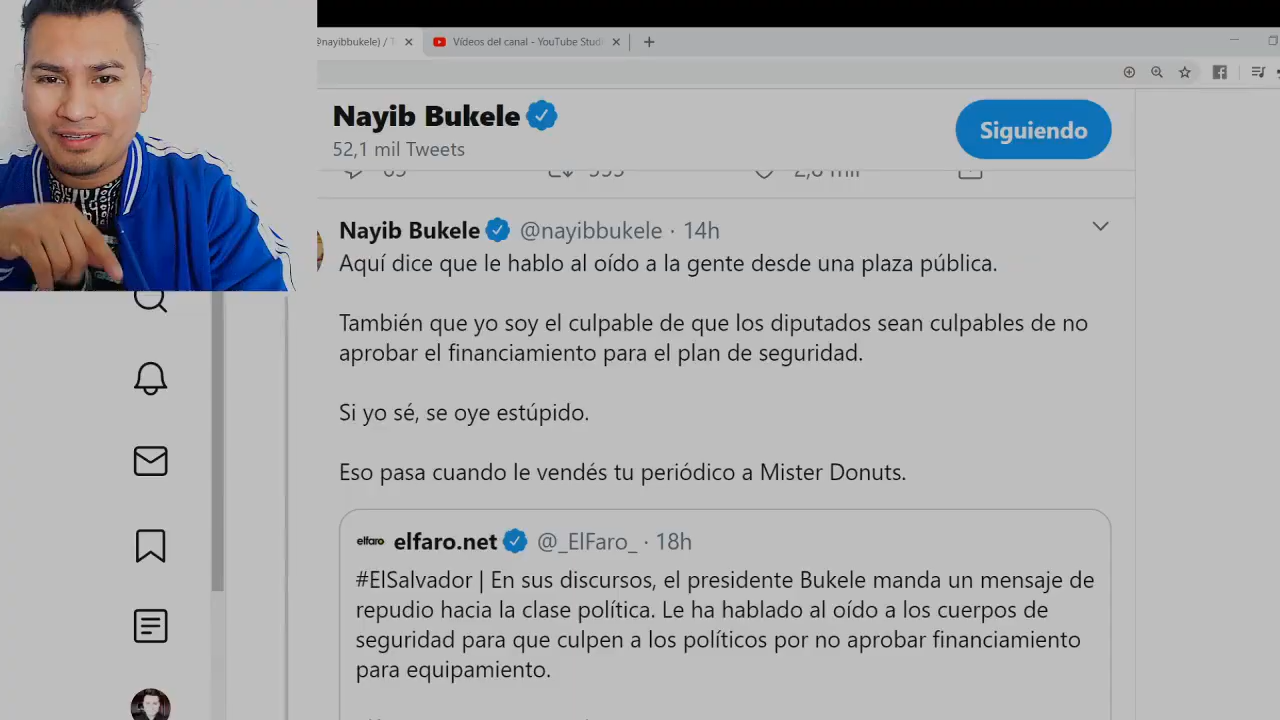 @nayibbukele) / T
Vídeos del canal - YouTube Studi
Nayib Bukele
52,1 mil Tweets
Siguiendo
Nayib Bukele @nayibbukele · 14h
Aquí dice que le hablo al oído a la gente desde una plaza pública.
También que yo soy el culpable de que los diputados sean culpables de no
aprobar el financiamiento para el plan de seguridad.
Si yo sé, se oye estúpido.
Eso pasa cuando le vendés tu periódico a Mister Donuts.
elfaro
elfaro.net @_ElFaro_ · 18h
#ElSalvador | En sus discursos, el presidente Bukele manda un mensaje de
repudio hacia la clase política. Le ha hablado al oído a los cuerpos de
seguridad para que culpen a los políticos por no aprobar financiamiento
para equipamiento.